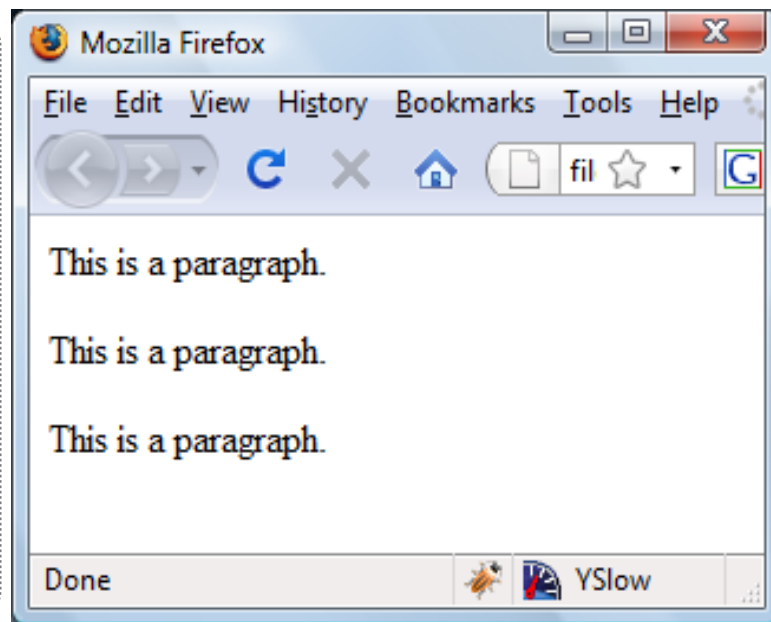 Mozilla Firefox
File Edit View History Bookmarks Tools Help
fil G
This is a paragraph.
This is a paragraph.
This is a paragraph.
Done YSlow